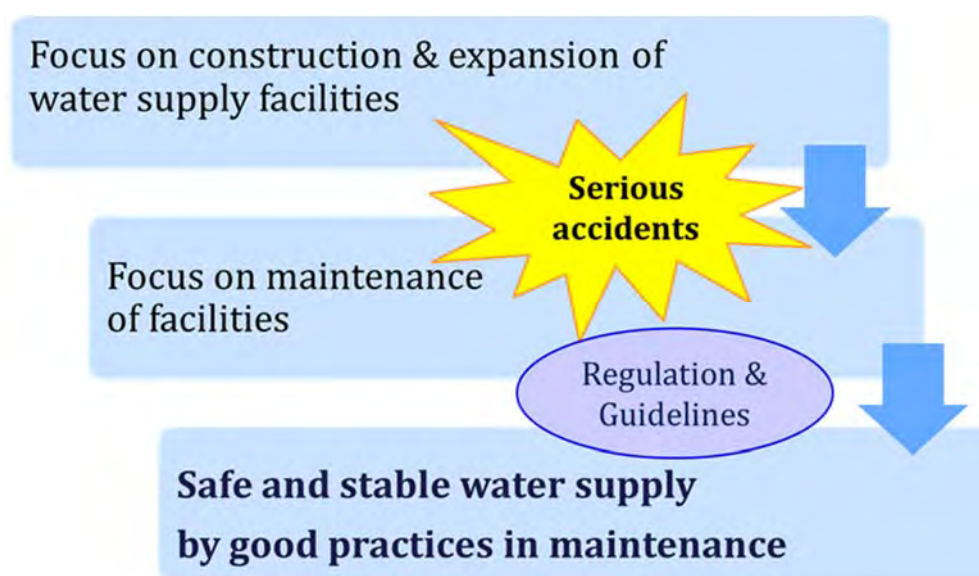 Focus on construction & expansion of
water supply facilities
Serious
accidents
Focus on maintenance
of facilities
Regulation &
Guidelines
Safe and stable water supply
by good practices in maintenance